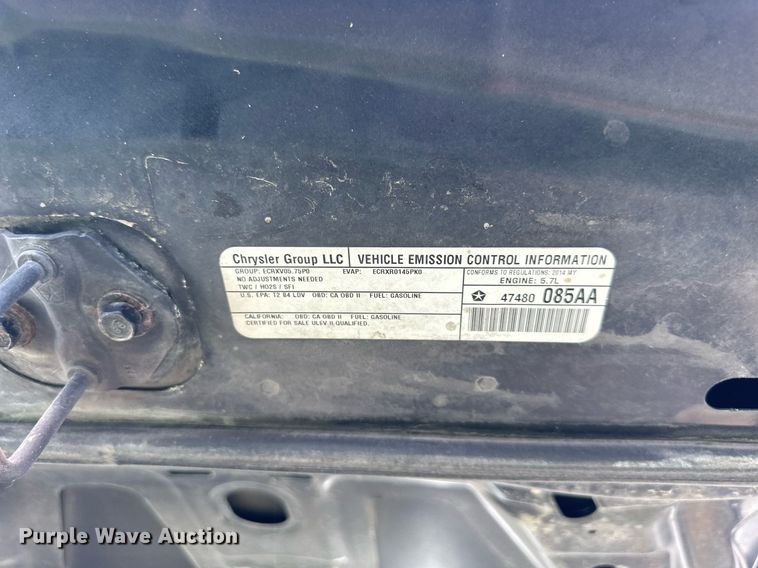 Chrysler Group LLC VEHICLE EMISSION CONTROL INFORMATION
GROUP: ECRXV05.75P0 EVAP: ECRXR0145PK0 CONFORMS TO REGULATIONS: 2014 MY
NO ADJUSTMENTS NEEDED ENGINE: 5.7L
TWC / HO2S / SFI
U.S. EPA: 12 B4 LDV OBD: CA OBD II FUEL: GASOLINE
47480 085AA
CALIFORNIA: OBD: CA OBD II FUEL: GASOLINE
CERTIFIED FOR SALE ULEV II QUALIFIED.
Purple Wave Auction